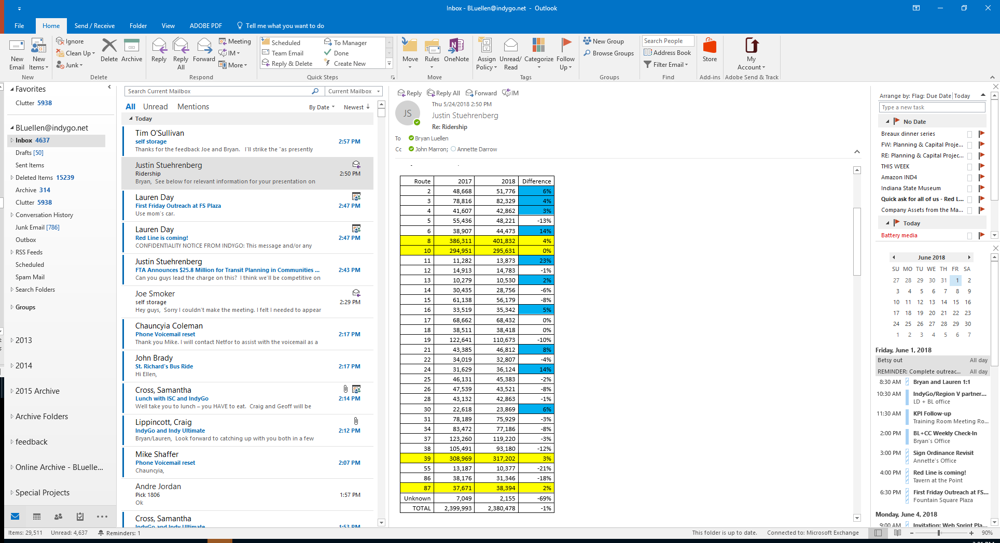 Inbox - BLuellen@indygo.net - Outlook
File Home Send / Receive Folder View ADOBE PDF Tell me what you want to do
New Email
New Items
New
Ignore
Clean Up
Junk
Delete
Archive
Delete
Reply
Reply All
Forward
Meeting
IM
More
Respond
Scheduled
Team Email
Reply & Delete
To Manager
Done
Create New
Quick Steps
Move
Rules
OneNote
Move
Assign Policy
Unread/ Read
Categorize
Follow Up
Tags
New Group
Browse Groups
Groups
Search People
Address Book
Filter Email
Find
Store
Add-ins
My Account
Adobe Send & Track
Favorites
Clutter 5938
BLuellen@indygo.net
Inbox 4637
Drafts [50]
Sent Items
Deleted Items 15239
Archive 314
Clutter 5938
Conversation History
Junk Email [786]
Outbox
RSS Feeds
Scheduled
Spam Mail
Search Folders
Groups
2013
2014
2015 Archive
Archive Folders
feedback
Online Archive - BLuelle...
Special Projects
Search Current Mailbox Current Mailbox
All Unread Mentions By Date Newest
Today
Tim O'Sullivan
self storage 2:57 PM
Thanks for the feedback Joe and Bryan. I'll strike the "as presently
Justin Stuehrenberg
Ridership 2:50 PM
Bryan, See below for relevant information for your presentation on
Lauren Day
First Friday Outreach at FS Plaza 2:47 PM
Use mom's car.
Lauren Day
Red Line is coming! 2:47 PM
CONFIDENTIALITY NOTICE FROM INDYGO: This message and/or any
Justin Stuehrenberg
FTA Announces $25.8 Million for Transit Planning in Communities ... 2:43 PM
Can you guys lead the charge on this? I think we'll be competitive on
Joe Smoker
self storage 2:29 PM
Hey guys, Sorry I couldn't make the meeting. I felt I needed to appear
Chauncyia Coleman
Phone Voicemail reset 2:17 PM
Thank you Mike. I will contact Netfor to assist with the voicemail as a
John Brady
St. Richard's Bus Ride 2:17 PM
Hi Ellen,
Cross, Samantha
Lunch with ISC and IndyGo 2:14 PM
Well take you to lunch – you HAVE to eat. Craig and Geoff will be
Lippincott, Craig
IndyGo and Indy Ultimate 2:12 PM
Bryan/Lauren, Look forward to catching up with you both in a few
Mike Shaffer
Phone Voicemail reset 2:07 PM
Chauncyia,
Andre Jordan
Pick 1806 1:57 PM
Ok
Cross, Samantha
IndyGo and Indy Ultimate 1:53 PM
Reply Reply All Forward IM
JS
Thu 5/24/2018 2:50 PM
Justin Stuehrenberg
Re: Ridership
To Bryan Luellen
Cc John Marron; Annette Darrow
Route 2017 2018 Difference
2 48,668 51,776 6%
3 78,816 82,329 4%
4 41,607 42,862 3%
5 55,436 48,221 -13%
6 38,907 44,473 14%
8 386,311 401,832 4%
10 294,951 295,631 0%
11 11,282 13,873 23%
12 14,913 14,783 -1%
13 10,279 10,530 2%
14 30,435 28,756 -6%
15 61,138 56,179 -8%
16 33,519 35,342 5%
17 68,662 68,432 0%
18 38,511 38,418 0%
19 122,641 110,673 -10%
21 43,385 46,812 8%
22 34,019 32,807 -4%
24 31,629 36,124 14%
25 46,131 45,383 -2%
26 47,539 43,521 -8%
28 43,132 42,863 -1%
30 22,618 23,869 6%
31 78,189 75,929 -3%
34 83,472 77,186 -8%
37 123,260 119,220 -3%
38 105,491 93,180 -12%
39 308,969 317,202 3%
55 13,187 10,377 -21%
86 38,176 31,346 -18%
87 37,671 38,394 2%
Unknown 7,049 2,155 -69%
TOTAL 2,399,993 2,380,478 -1%
Arrange by: Flag: Due Date Today
Type a new task
No Date
Breaux dinner series
FW: Planning & Capital Proje...
RE: Planning & Capital Projec...
THIS WEEK
Amazon IND4
Indiana State Museum
Quick ask for all of us - Red L...
Company Assets from the Ma...
Today
Battery media
June 2018
SU MO TU WE TH FR SA
27 28 29 30 31 1 2
3 4 5 6 7 8 9
10 11 12 13 14 15 16
17 18 19 20 21 22 23
24 25 26 27 28 29 30
1 2 3 4 5 6 7
Friday, June 1, 2018
Betsy out All day
REMINDER: Complete outreac... All day
8:30 AM Bryan and Lauren 1:1
10:30 AM IndyGo/Region V partner...
LD + BL office
11:30 AM KPI Follow-up
Training Room Meeting Ro...
2:00 PM BL+CC Weekly Check-In
Bryan's Office
3:00 PM Sign Ordinance Revisit
Annette's Office
4:00 PM Red Line is coming!
Tavern at the Point
6:30 PM First Friday Outreach at FS...
Fountain Square Plaza
Monday, June 4, 2018
9:00 AM Invitation: Web Sprint Pla...
Items: 29,511 Unread: 4,637 Reminders: 1 This folder is up to date. Connected to: Microsoft Exchange 90%